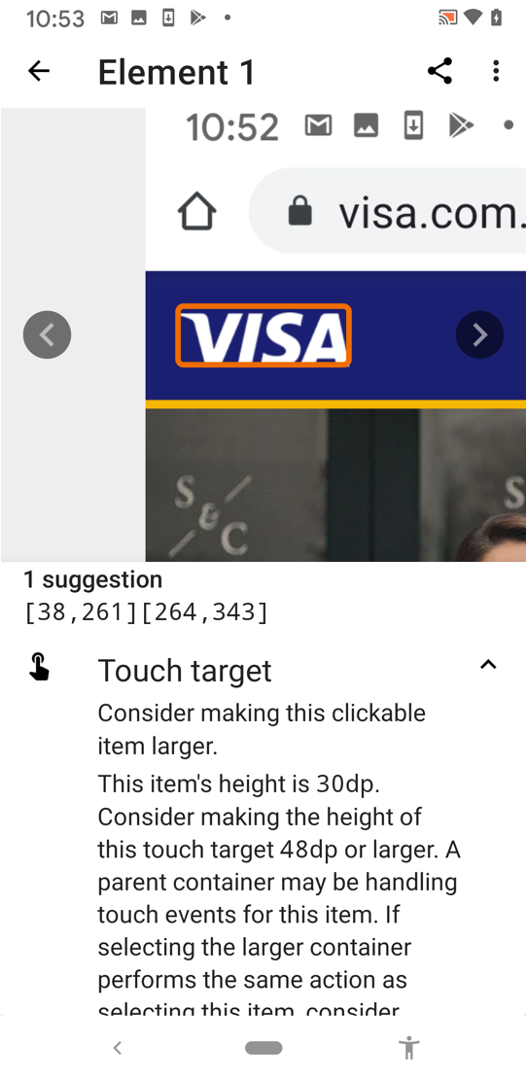 10:53
Element 1
10:52
visa.com.
VISA
S
&
C
S
1 suggestion
[38,261][264,343]
Touch target
Consider making this clickable
item larger.
This item's height is 30dp.
Consider making the height of
this touch target 48dp or larger. A
parent container may be handling
touch events for this item. If
selecting the larger container
performs the same action as
selecting this item, consider